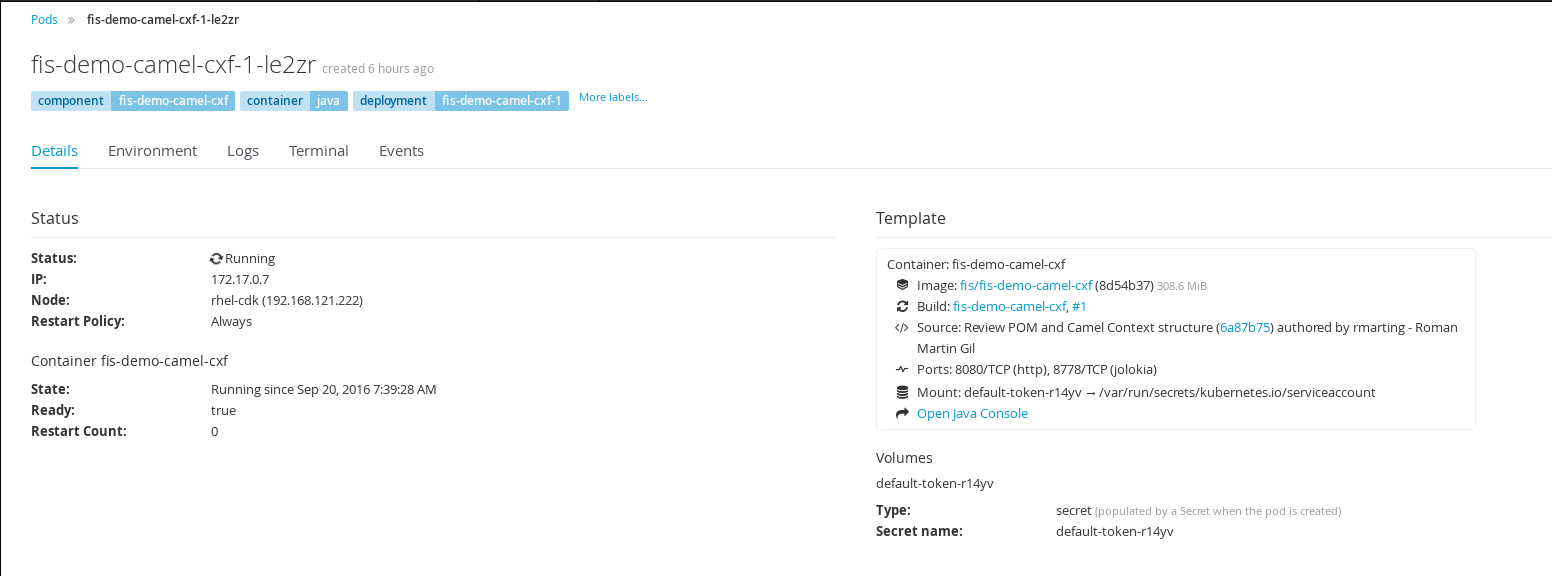 Pods » fis-demo-camel-cxf-1-le2zr
fis-demo-camel-cxf-1-le2zr created 6 hours ago
component fis-demo-camel-cxf container java deployment fis-demo-camel-cxf-1 More labels...
Details Environment Logs Terminal Events
Status
Status: Running
IP: 172.17.0.7
Node: rhel-cdk (192.168.121.222)
Restart Policy: Always
Container fis-demo-camel-cxf
State: Running since Sep 20, 2016 7:39:28 AM
Ready: true
Restart Count: 0
Template
Container: fis-demo-camel-cxf
Image: fis/fis-demo-camel-cxf (8d54b37) 308.6 MiB
Build: fis-demo-camel-cxf, #1
Source: Review POM and Camel Context structure (6a87b75) authored by rmarting - Roman
Martin Gil
Ports: 8080/TCP (http), 8778/TCP (jolokia)
Mount: default-token-r14yv → /var/run/secrets/kubernetes.io/serviceaccount
Open Java Console
Volumes
default-token-r14yv
Type: secret (populated by a Secret when the pod is created)
Secret name: default-token-r14yv